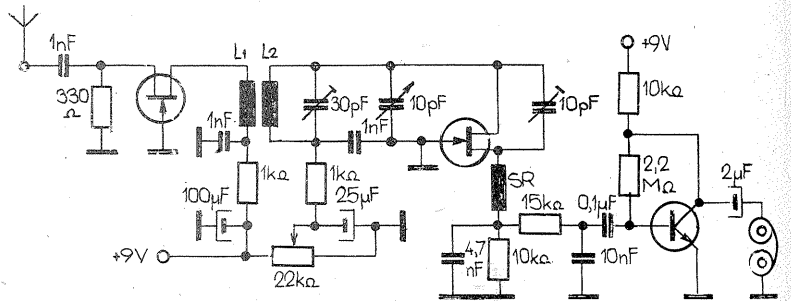 1nF
330
Ω
L1
L2
1nF
30pF
10pF
1nF
10pF
+9V
10kΩ
2,2
MΩ
2µF
1kΩ
1kΩ
100µF
25µF
SR
15kΩ
0,1µF
+9V
22kΩ
4,7
nF
10kΩ
10nF